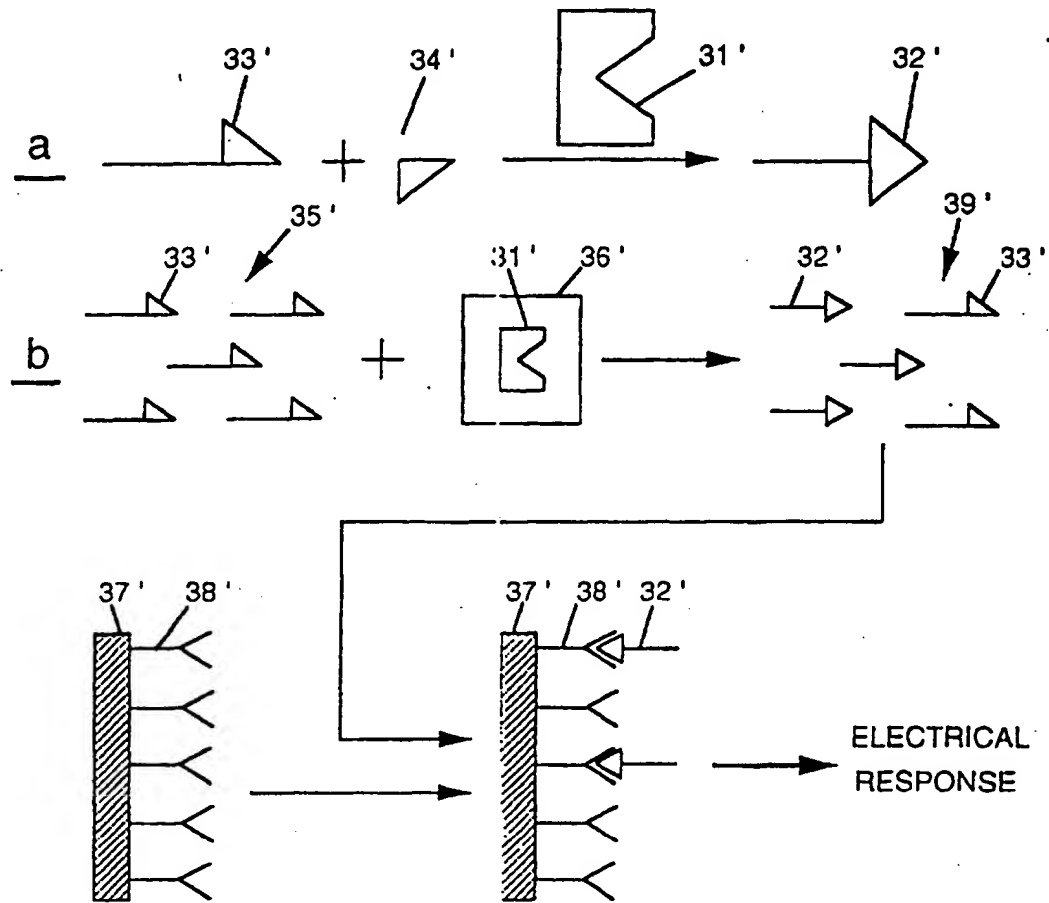 33' 34' 31' 32'
a +
35' 39'
33' 31' 36' 32' 33'
b +
37' 38' 37' 38' 32'
ELECTRICAL
RESPONSE